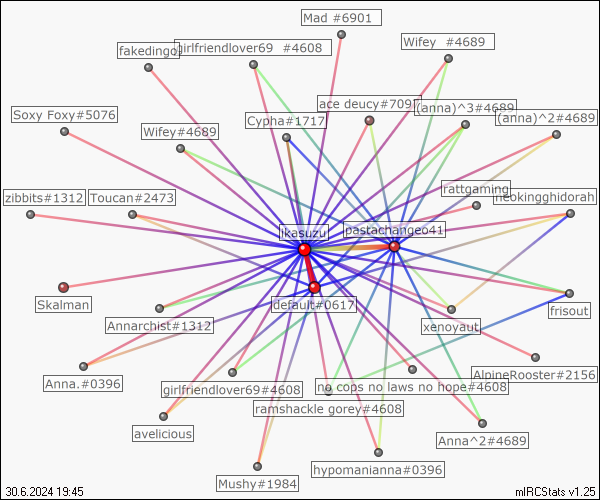 Mad #6901
fakedingo
girlfriendlover69 #4608
Wifey #4689
Soxy Foxy#5076
Wifey#4689
Cypha#1717
ace deucy#709
(anna)^3#4689
(anna)^2#4689
zibbits#1312
Toucan#2473
rattgaming
neokingghidorah
ikasuzu
pastachangeo41
Skalman
default#0617
Annarchist#1312
xenoyaut
frisout
Anna.#0396
girlfriendlover69#4608
no cops no laws no hope#4608
AlpineRooster#2156
ramshackle gorey#4608
avelicious
Anna^2#4689
Mushy#1984
hypomanianna#0396
30.6.2024 19:45
mIRCStats v1.25